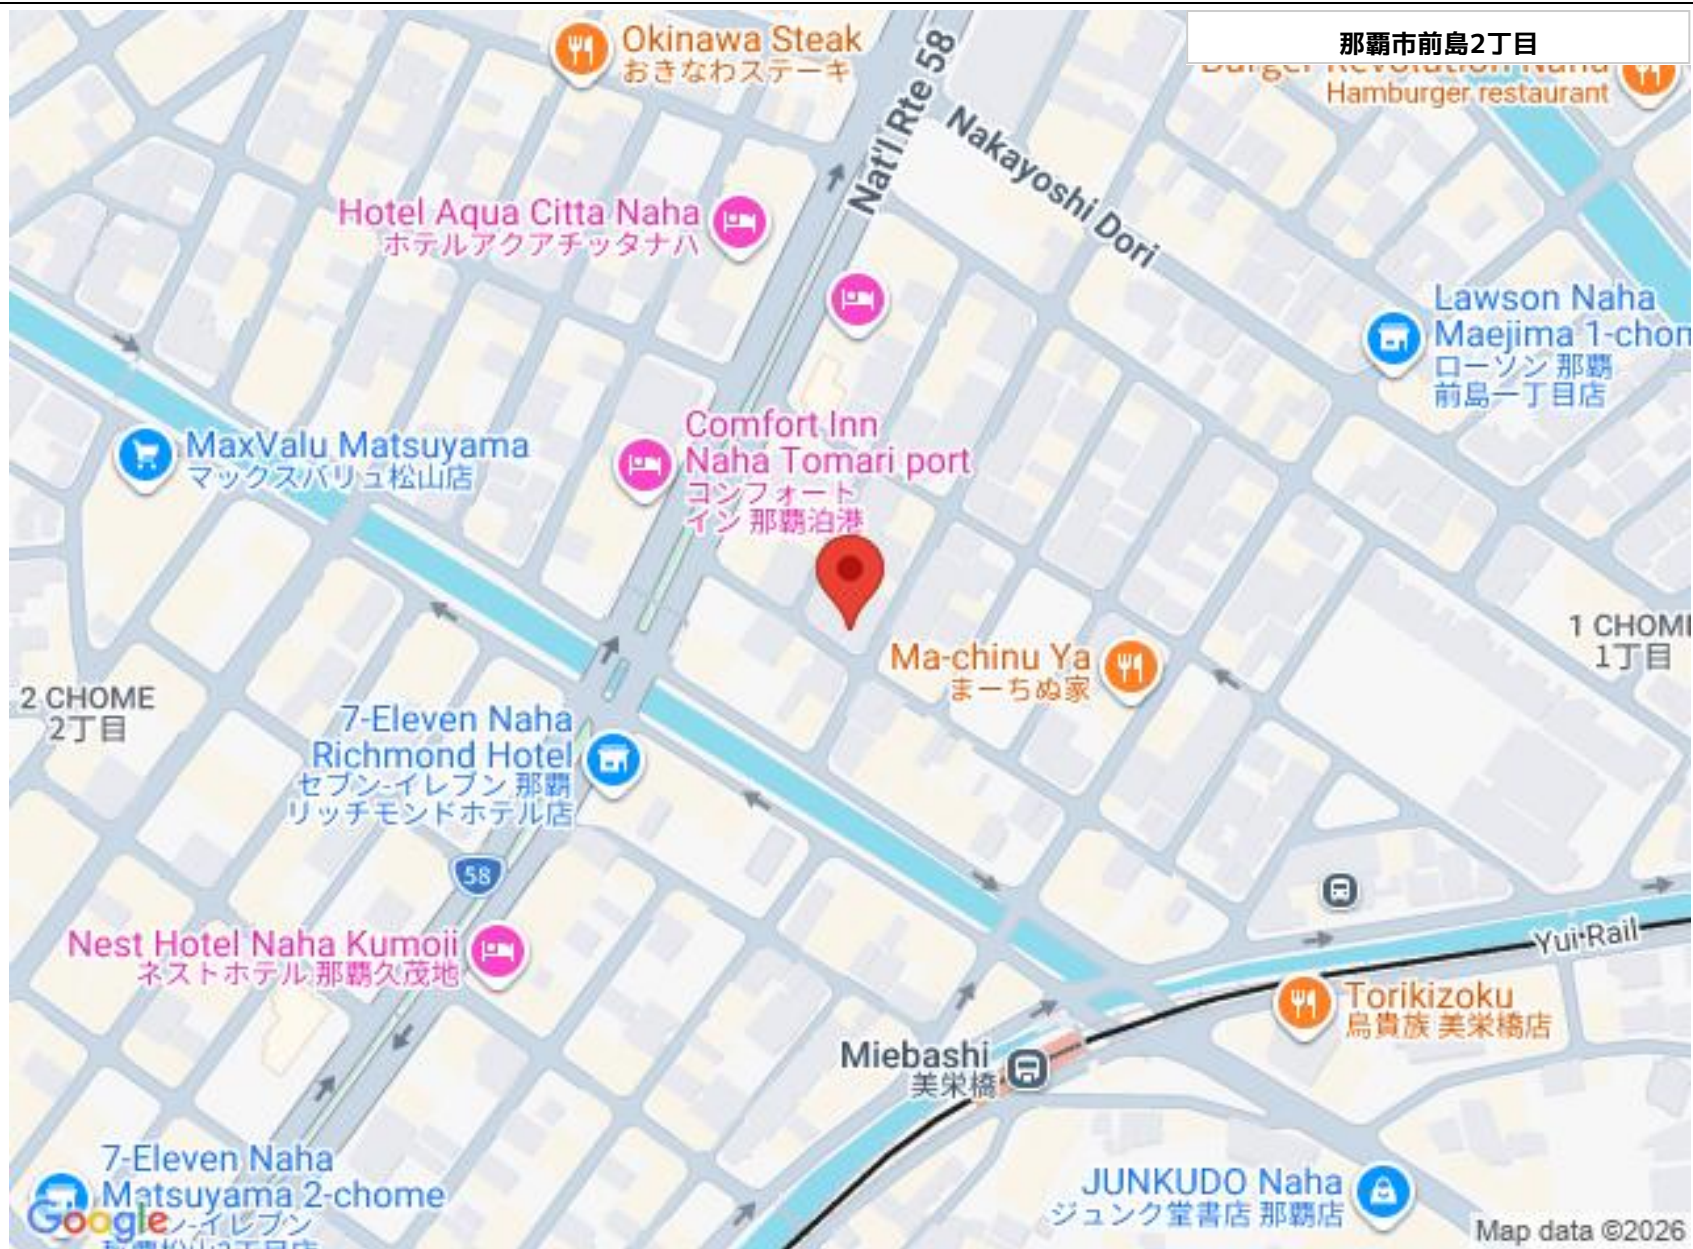 那覇市前島2丁目
Okinawa Steak
おきなわステーキ
Nat'l Rte 58
Nakayoshi Dori
Burger Revolution Naha
Hamburger restaurant
Hotel Aqua Citta Naha
ホテルアクアチッタナハ
Lawson Naha
Maejima 1-chom
ローソン 那覇
前島一丁目店
MaxValu Matsuyama
マックスバリュ松山店
Comfort Inn
Naha Tomari port
コンフォート
イン 那覇泊港
1 CHOME
1丁目
Ma-chinu Ya
まーちぬ家
2 CHOME
2丁目
7-Eleven Naha
Richmond Hotel
セブン-イレブン 那覇
リッチモンドホテル店
58
Nest Hotel Naha Kumoji
ネストホテル 那覇久茂地
Yui Rail
Torikizoku
鳥貴族 美栄橋店
Miebashi
美栄橋
7-Eleven Naha
Matsuyama 2-chome
ン-イレブン
JUNKUDO Naha
ジュンク堂書店 那覇店
Google
Map data ©2026